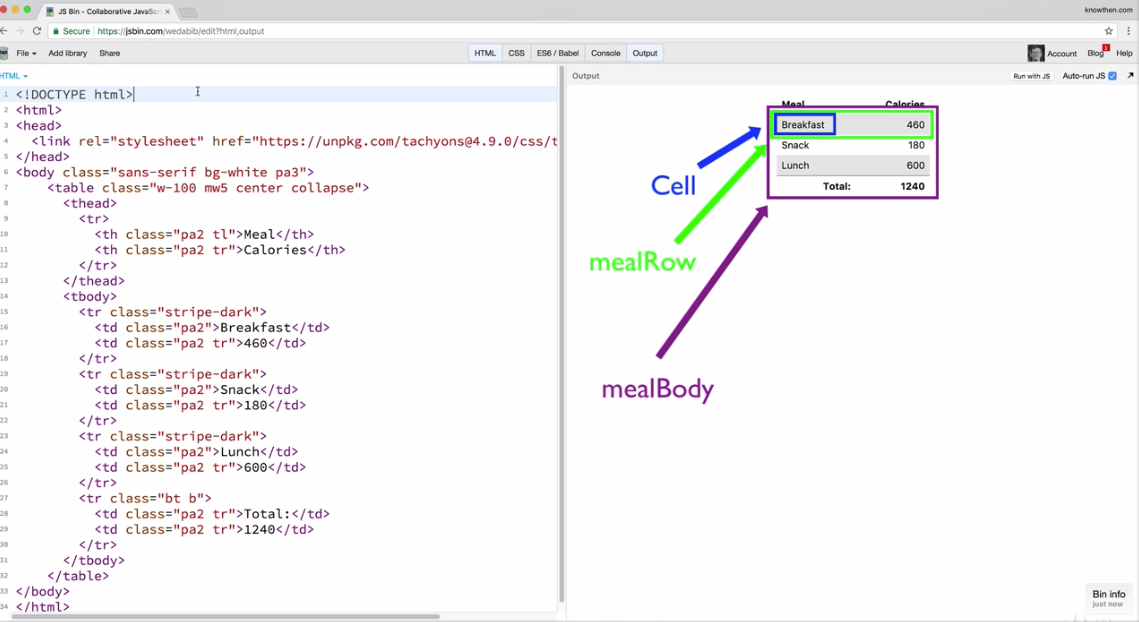 JS Bin - Collaborative JavaScri
knowthen.com
Secure https://jsbin.com/wedabib/edit?html,output
File Add library Share HTML CSS ES6 / Babel Console Output Account Blog 1 Help
HTML
Output Run with JS Auto-run JS
1 <!DOCTYPE html>
2 <html>
3 <head>
4 <link rel="stylesheet" href="https://unpkg.com/tachyons@4.9.0/css/t
5 </head>
6 <body class="sans-serif bg-white pa3">
7 <table class="w-100 mw5 center collapse">
8 <thead>
9 <tr>
10 <th class="pa2 tl">Meal</th>
11 <th class="pa2 tr">Calories</th>
12 </tr>
13 </thead>
14 <tbody>
15 <tr class="stripe-dark">
16 <td class="pa2">Breakfast</td>
17 <td class="pa2 tr">460</td>
18 </tr>
19 <tr class="stripe-dark">
20 <td class="pa2">Snack</td>
21 <td class="pa2 tr">180</td>
22 </tr>
23 <tr class="stripe-dark">
24 <td class="pa2">Lunch</td>
25 <td class="pa2 tr">600</td>
26 </tr>
27 <tr class="bt b">
28 <td class="pa2 tr">Total:</td>
29 <td class="pa2 tr">1240</td>
30 </tr>
31 </tbody>
32 </table>
33 </body>
34 </html>
Meal Calories
Breakfast 460
Snack 180
Lunch 600
Total: 1240
Cell
mealRow
mealBody
Bin info
just now